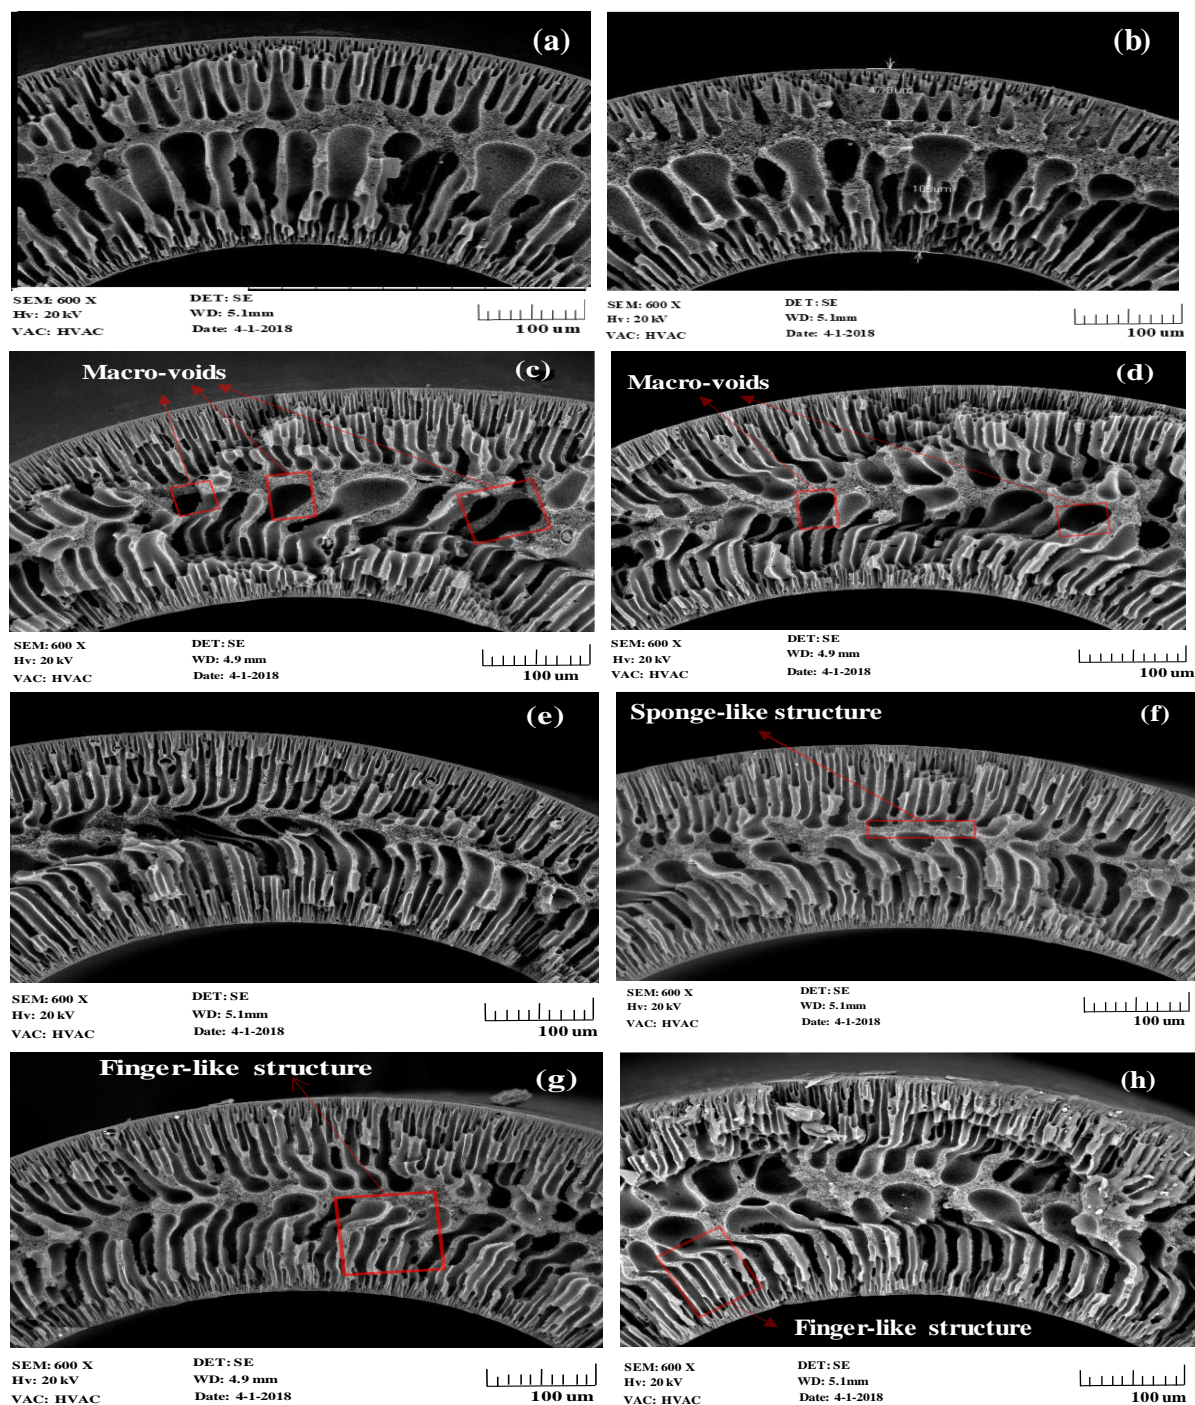 (a)
SEM: 600 X
DET: SE
Hv: 20 kV
WD: 5.1mm
VAC: HVAC
Date: 4-1-2018
100 um
(b)
47.8um
SEM: 600 X
DET: SE
Hv: 20kV
WD: 5.1mm
VAC: HVAC
Date: 4-1-2018
100 um
Macro-voids
(c)
SEM: 600 X
DET: SE
Hv: 20 kV
WD: 4.9 mm
VAC: HVAC
Date: 4-1-2018
100 um
Macro-voids
(d)
SEM: 600 X
DET: SE
Hv: 20 kV
WD: 4.9 mm
VAC: HVAC
Date: 4-1-2018
100 um
(e)
SEM: 600 X
DET: SE
Hv: 20 kV
WD: 5.1mm
VAC: HVAC
Date: 4-1-2018
100 um
Sponge-like structure
(f)
SEM: 600 X
DET: SE
Hv: 20 kV
WD: 5.1mm
VAC: HVAC
Date: 4-1-2018
100 um
Finger-like structure
(g)
SEM: 600 X
DET: SE
Hv: 20 kV
WD: 4.9 mm
VAC: HVAC
Date: 4-1-2018
100 um
(h)
Finger-like structure
SEM: 600 X
DET: SE
Hv: 20 kV
WD: 5.1mm
VAC: HVAC
Date: 4-1-2018
100 um